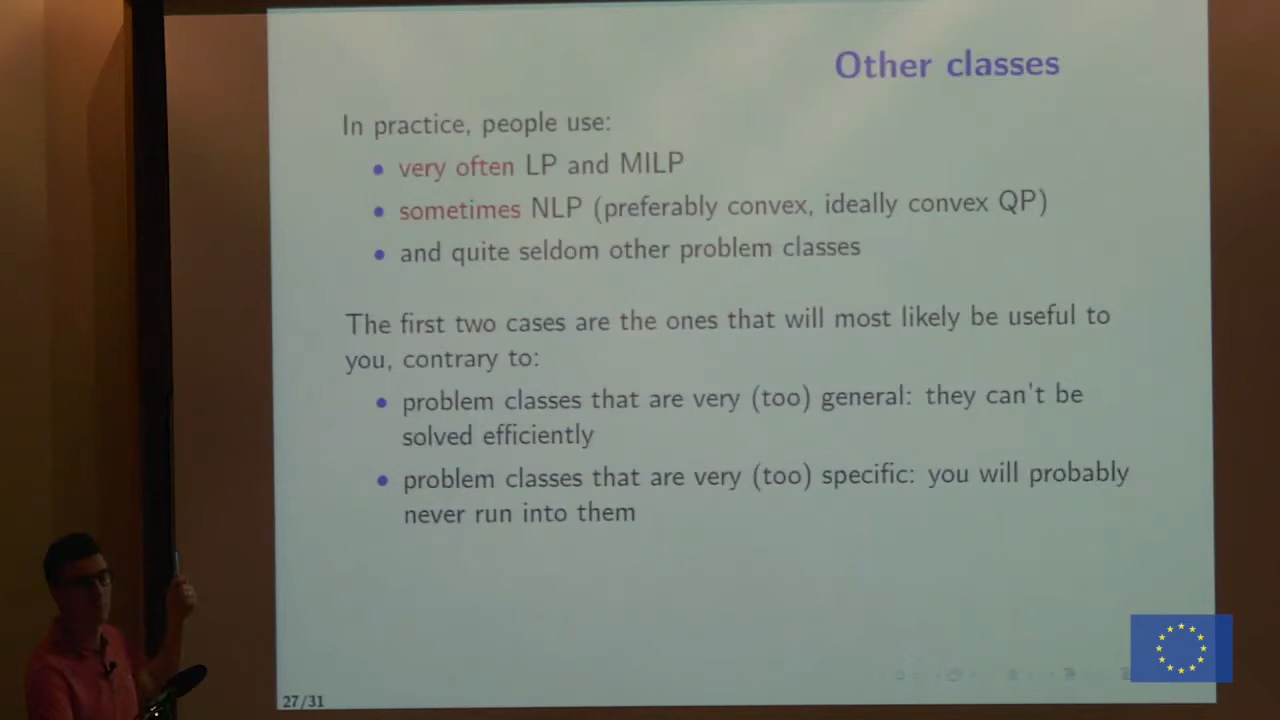 Other classes
In practice, people use:
very often LP and MILP
sometimes NLP (preferably convex, ideally convex QP)
and quite seldom other problem classes
The first two cases are the ones that will most likely be useful to
you, contrary to:
problem classes that are very (too) general: they can't be
solved efficiently
problem classes that are very (too) specific: you will probably
never run into them
27/31